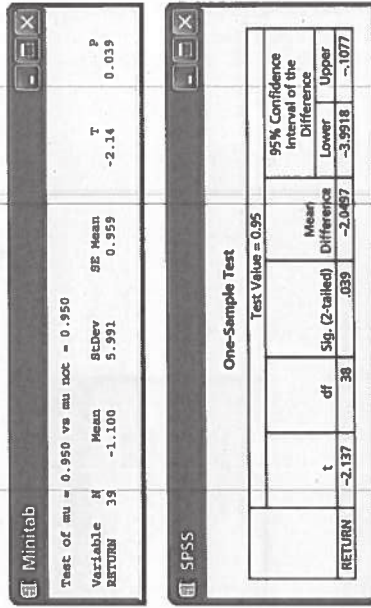 Minitab
Test of mu = 0.950 vs mu not = 0.950
Variable N Mean StDev SE Mean T P
RETURN 39 -1.100 5.991 0.959 -2.14 0.039
SPSS
One-Sample Test
Test Value = 0.95
95% Confidence
Interval of the
Difference
Mean
t df Sig. (2-tailed) Difference Lower Upper
RETURN -2.137 38 .039 -2.0497 -3.9918 -.1077